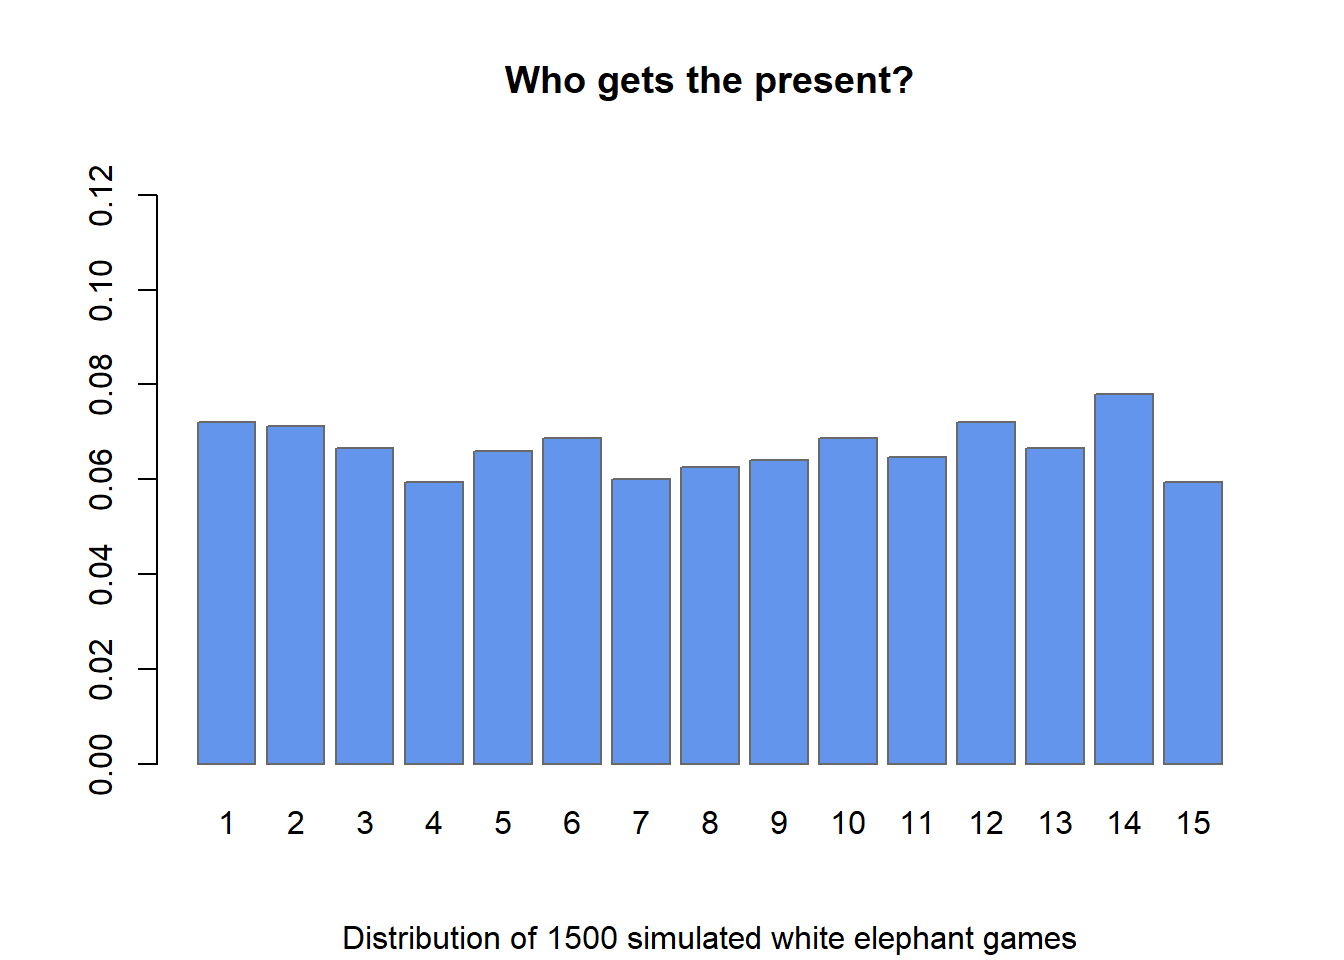 Who gets the present?
0.12
0.10
0.08
0.06
0.04
0.02
0.00
1 2 3 4 5 6 7 8 9 10 11 12 13 14 15
Distribution of 1500 simulated white elephant games